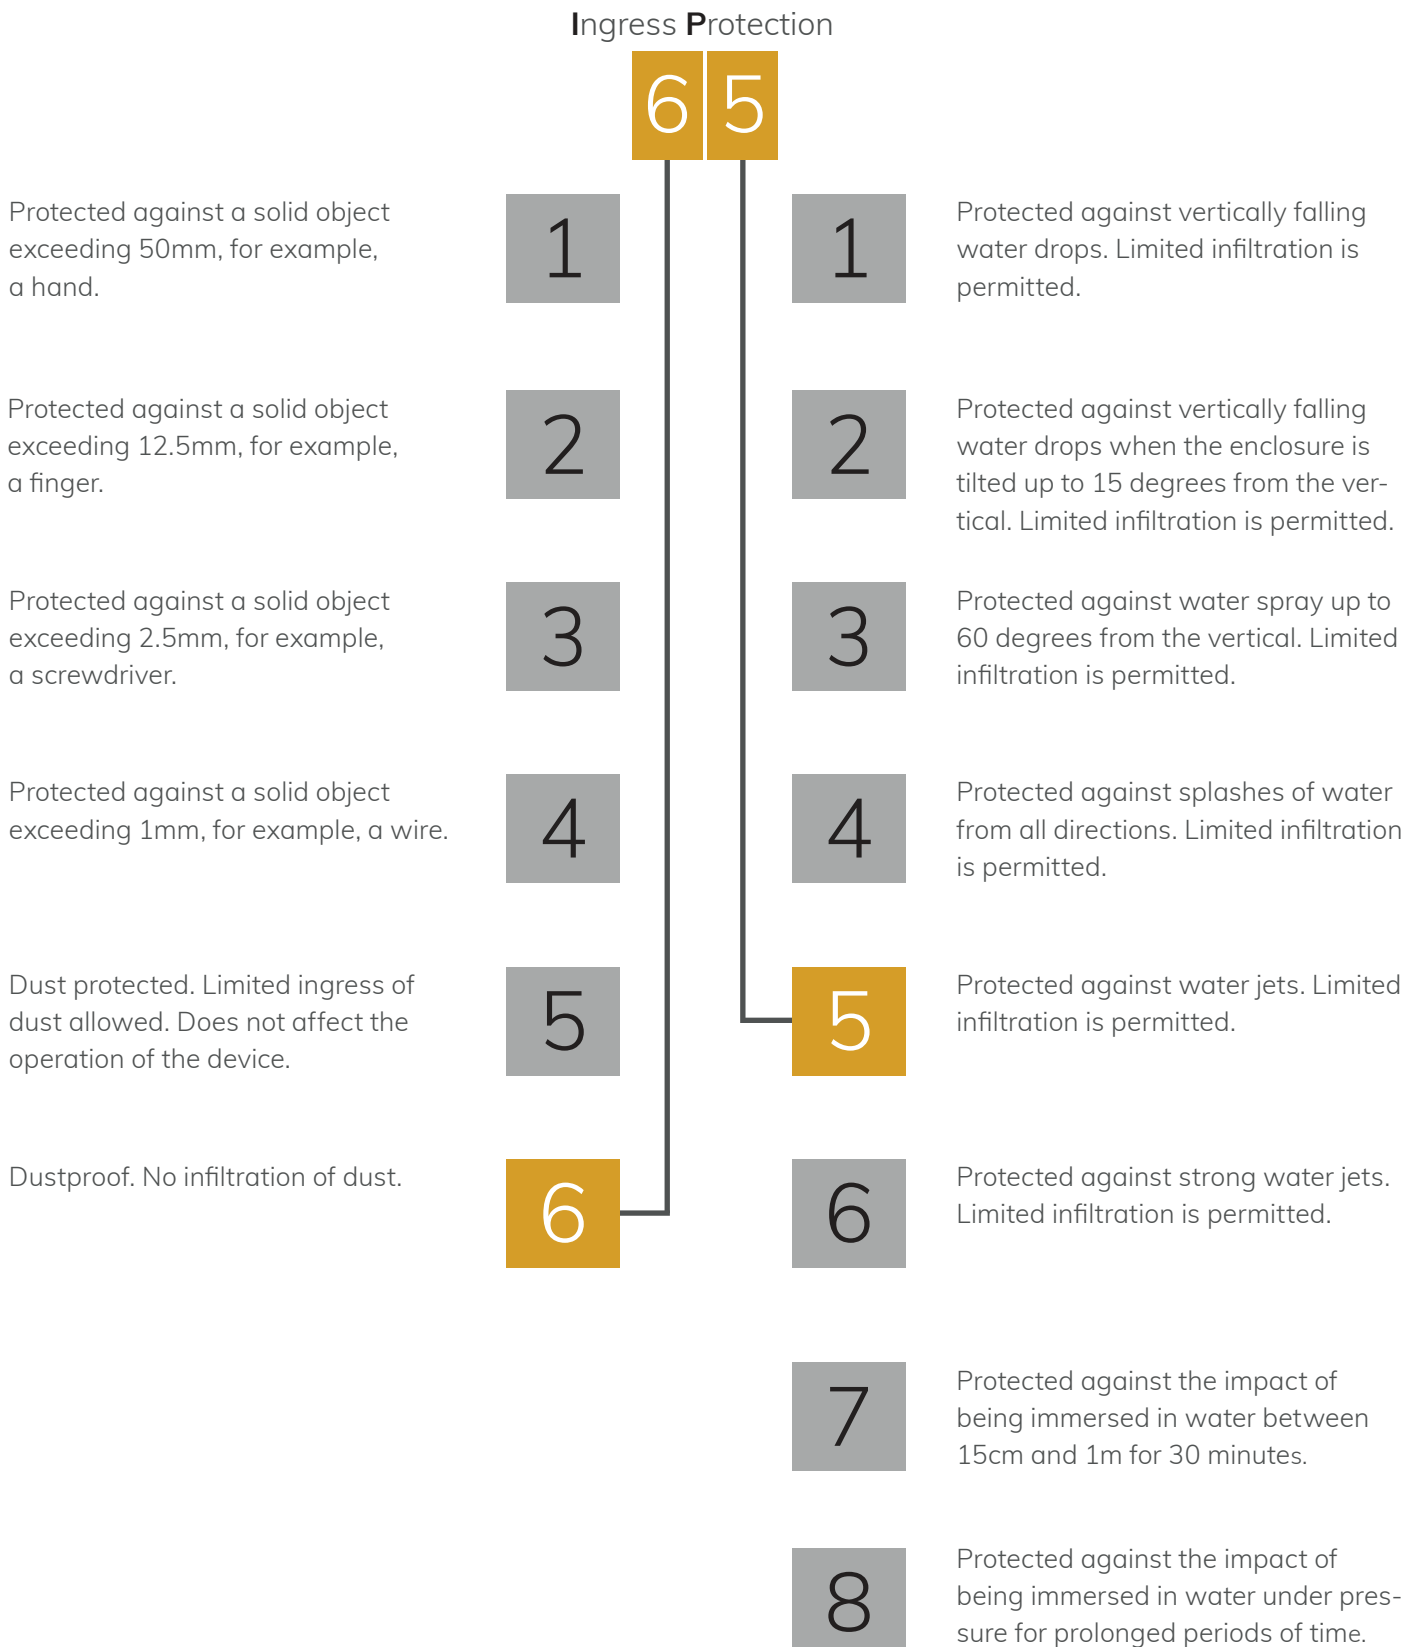 Ingress Protection
6 5
Protected against a solid object
exceeding 50mm, for example,
a hand.
1
1
Protected against vertically falling
water drops. Limited infiltration is
permitted.
Protected against a solid object
exceeding 12.5mm, for example,
a finger.
2
2
Protected against vertically falling
water drops when the enclosure is
tilted up to 15 degrees from the ver-
tical. Limited infiltration is permitted.
Protected against a solid object
exceeding 2.5mm, for example,
a screwdriver.
3
3
Protected against water spray up to
60 degrees from the vertical. Limited
infiltration is permitted.
Protected against a solid object
exceeding 1mm, for example, a wire.
4
4
Protected against splashes of water
from all directions. Limited infiltration
is permitted.
Dust protected. Limited ingress of
dust allowed. Does not affect the
operation of the device.
5
5
Protected against water jets. Limited
infiltration is permitted.
Dustproof. No infiltration of dust.
6
6
Protected against strong water jets.
Limited infiltration is permitted.
7
Protected against the impact of
being immersed in water between
15cm and 1m for 30 minutes.
8
Protected against the impact of
being immersed in water under pres-
sure for prolonged periods of time.